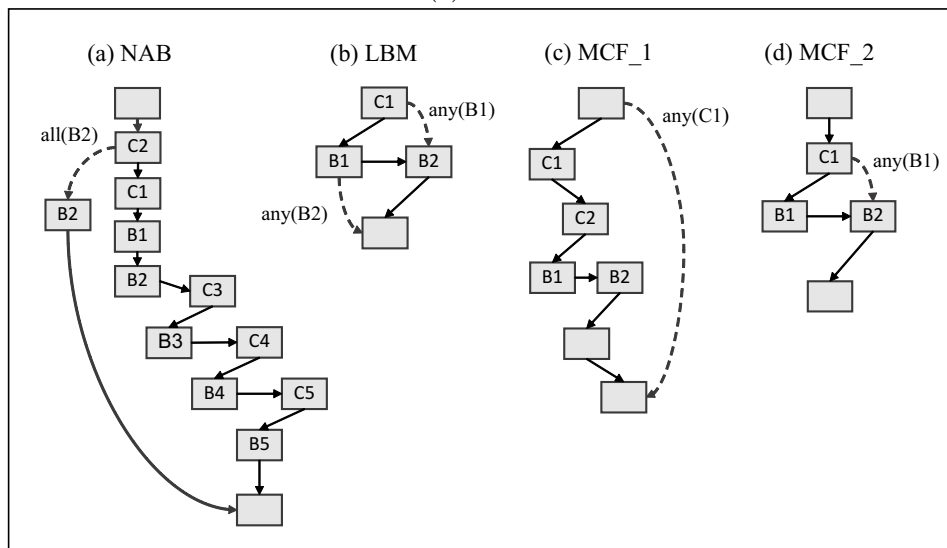 (a) NAB
(b) LBM
(c) MCF_1
(d) MCF_2
all(B2)
C2
B2
C1
B1
B2
C3
B3
C4
B4
C5
B5
C1
any(B1)
B1
B2
any(B2)
any(C1)
C1
C2
B1
B2
C1
any(B1)
B1
B2